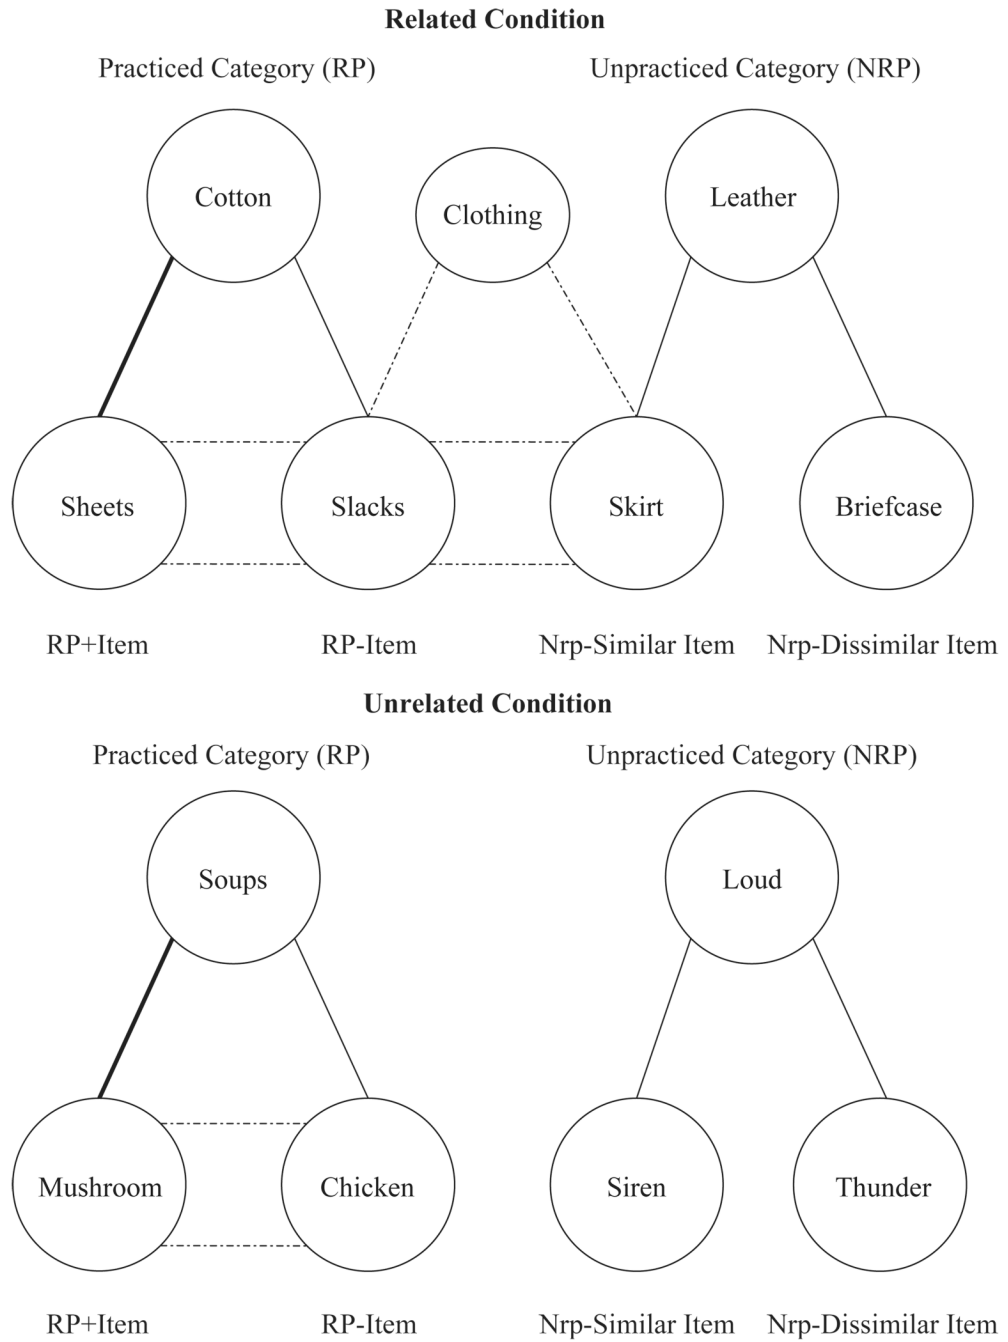 Related Condition
Practiced Category (RP) Unpracticed Category (NRP)
Cotton Clothing Leather
Sheets Slacks Skirt Briefcase
RP+Item RP-Item Nrp-Similar Item Nrp-Dissimilar Item
Unrelated Condition
Practiced Category (RP) Unpracticed Category (NRP)
Soups Loud
Mushroom Chicken Siren Thunder
RP+Item RP-Item Nrp-Similar Item Nrp-Dissimilar Item